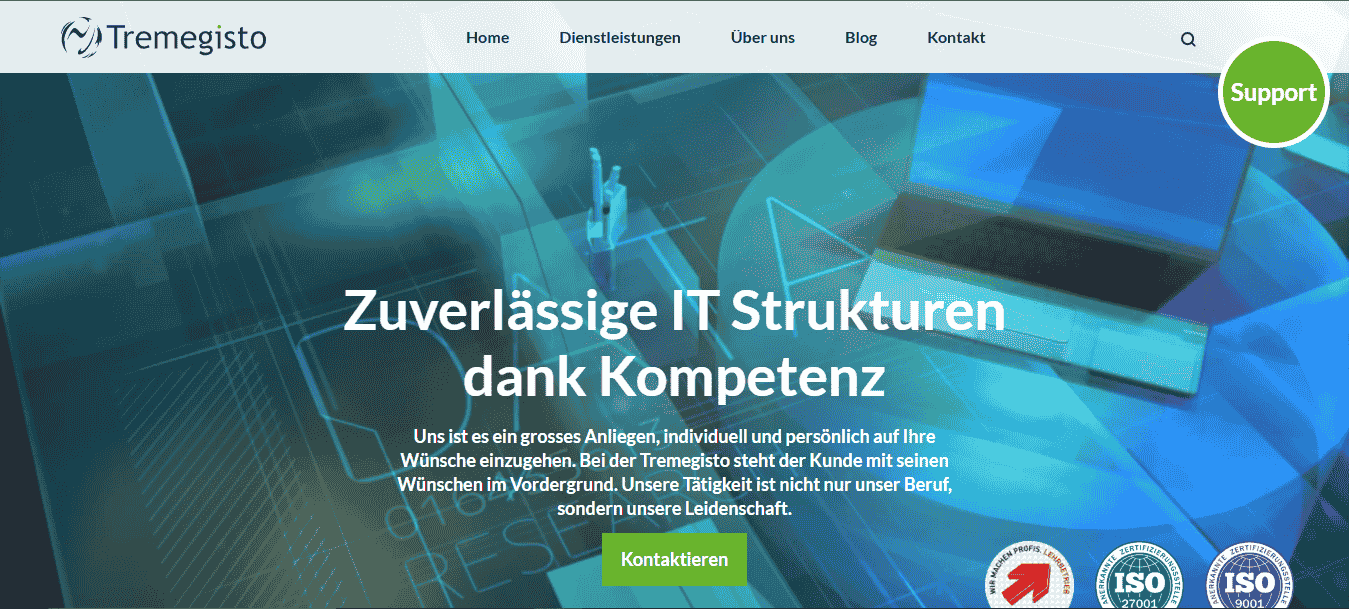 Tremegisto
Home Dienstleistungen Über uns Blog Kontakt
Support
Zuverlässige IT Strukturen
dank Kompetenz
Uns ist es ein grosses Anliegen, individuell und persönlich auf Ihre
Wünsche einzugehen. Bei der Tremegisto steht der Kunde mit seinen
Wünschen im Vordergrund. Unsere Tätigkeit ist nicht nur unser Beruf,
sondern unsere Leidenschaft.
Kontaktieren
WIR MACHEN PROFIS. LEHRBETRIEB
ANERKANNTE ZERTIFIZIERUNGSSTELLE
ISO
27001
ANERKANNTE ZERTIFIZIERUNGSSTELLE
ISO
9001